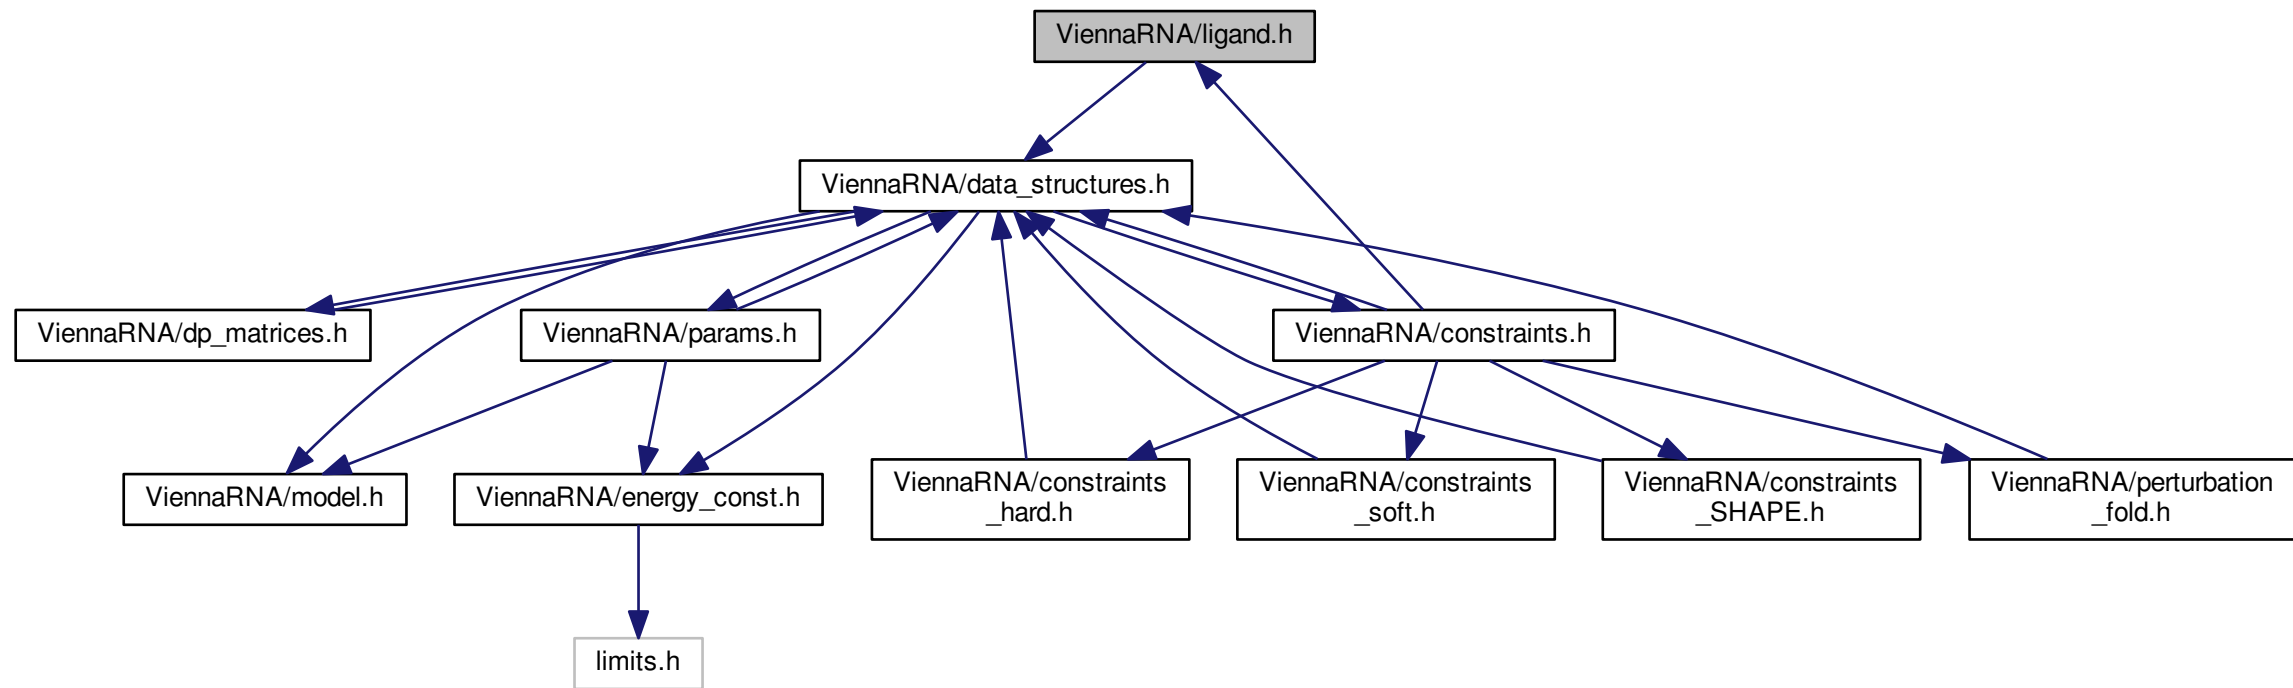 ViennaRNA/ligand.h
ViennaRNA/data_structures.h
ViennaRNA/dp_matrices.h
ViennaRNA/params.h
ViennaRNA/constraints.h
ViennaRNA/model.h
ViennaRNA/energy_const.h
ViennaRNA/constraints
_hard.h
ViennaRNA/constraints
_soft.h
ViennaRNA/constraints
_SHAPE.h
ViennaRNA/perturbation
_fold.h
limits.h